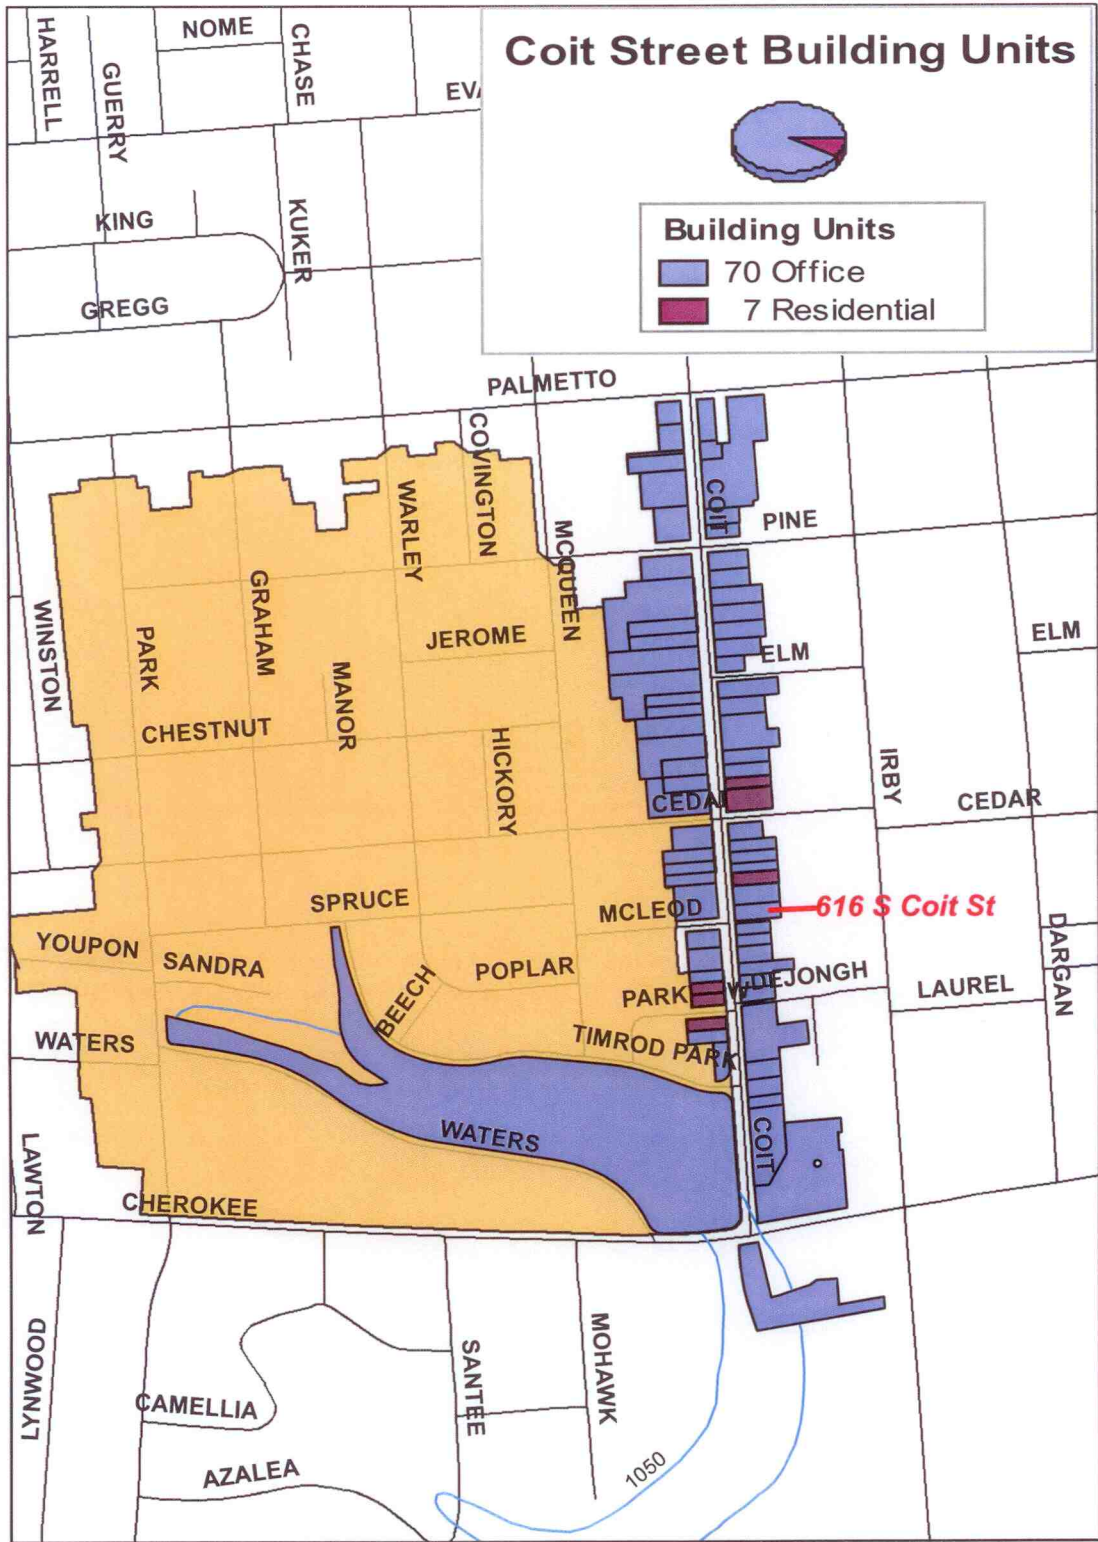 HARRELL
GUERRY
NOME
CHASE
EVA
Coit Street Building Units
Building Units
70 Office
7 Residential
KING
KUKER
GREGG
PALMETTO
COVINGTON
WARLEY
COIT
PINE
MCQUEEN
WINSTON
PARK
GRAHAM
JEROME
ELM
ELM
MANOR
CHESTNUT
HICKORY
IRBY
CEDAR
CEDAR
SPRUCE
MCLEOD
616 S Coit St
DARGAN
YOUPON
SANDRA
BEECH
POPLAR
PARK
W
DEJONGH
LAUREL
WATERS
TIMROD PARK
WATERS
COIT
LAWTON
CHEROKEE
LYNWOOD
SANTEE
MOHAWK
CAMELLIA
AZALEA
1050